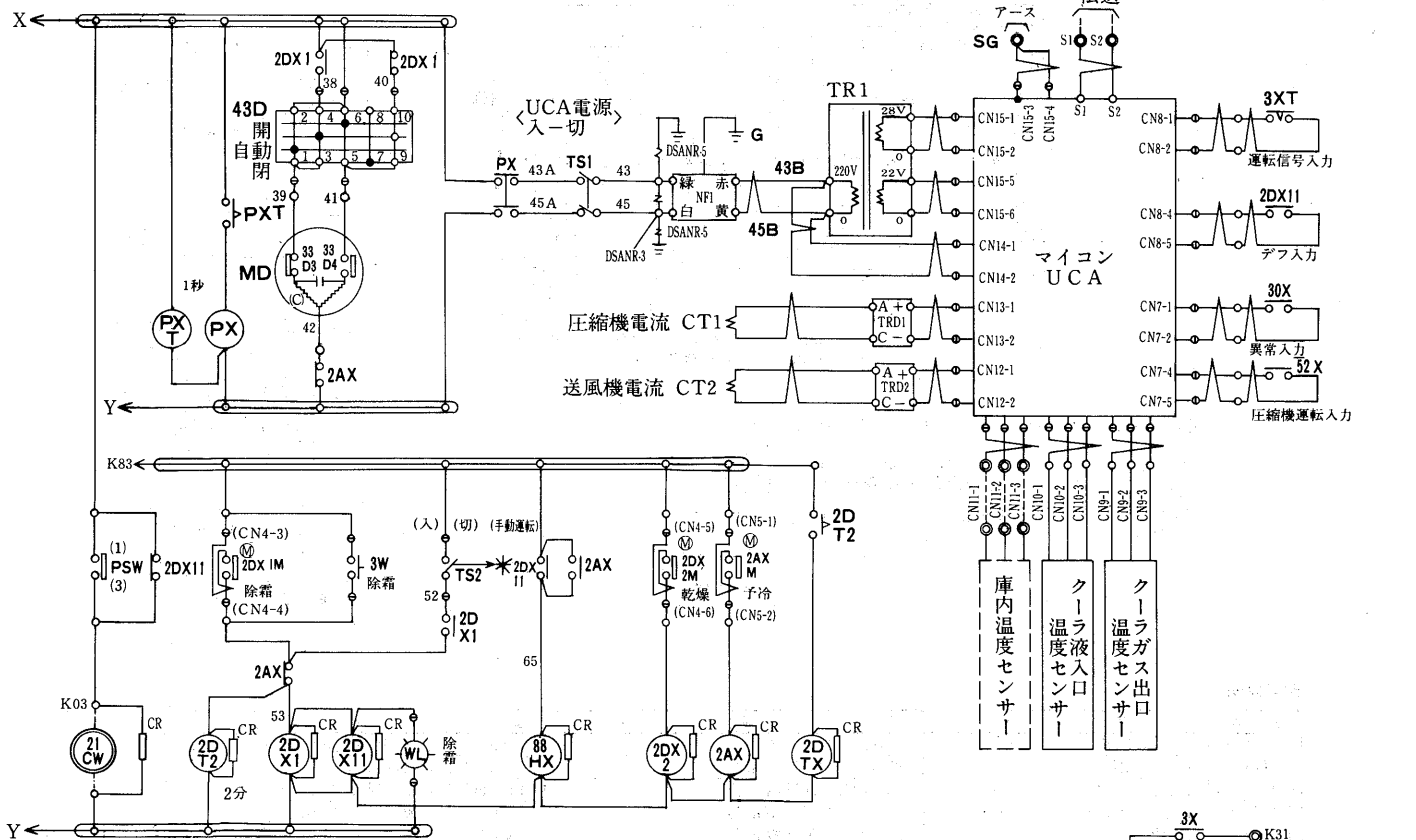 X
2DX1
2DX1
38
40
43D
2 4 6 8 10
開
自動
閉
1 3 5 7 9
39
41
PXT
33
D3
33
D4
MD
(C)
1秒
PX
T
PX
42
2AX
Y
〈UCA電源〉
入－切
PX
43A
TS1
43
45A
45
DSANR-5
緑 赤
NF1
白 黄
DSANR-5
DSANR-3
G
43B
45B
TR1
28V
0
220V
22V
0
0
アース
SG
S1
S2
CN15-3
CN15-4
S1
S2
CN15-1
CN15-2
CN15-5
CN15-6
CN14-1
CN14-2
CN13-1
CN13-2
CN12-1
CN12-2
マイコン
UCA
CN8-1
CN8-2
CN8-4
CN8-5
CN7-1
CN7-2
CN7-4
CN7-5
3XT
運転信号入力
2DX11
デフ入力
30X
異常入力
52X
圧縮機運転入力
圧縮機電流 CT1
A +
TRD1
C -
送風機電流 CT2
A +
TRD2
C -
CN11-1
CN11-2
CN11-3
CN10-1
CN10-2
CN10-3
CN9-1
CN9-2
CN9-3
庫内温度センサー
クーラ液入口
温度センサー
クーラガス出口
温度センサー
K83
(1)
PSW
(3)
2DX11
(CN4-3)
M
2DX 1M
除霜
(CN4-4)
3W
除霜
(入)
(切)
(手動運転)
TS2
52
2D
X1
2DX
11
2AX
(CN4-5)
M
2DX
2M
乾燥
(CN4-6)
(CN5-1)
M
2AX
M
予冷
(CN5-2)
2D
T2
2AX
65
K03
53
21
CW
CR
2D
T2
CR
2分
2D
X1
CR
2D
X11
CR
WL
除霜
88
HX
CR
2DX
2
CR
2AX
CR
2D
TX
CR
Y
3X
K31